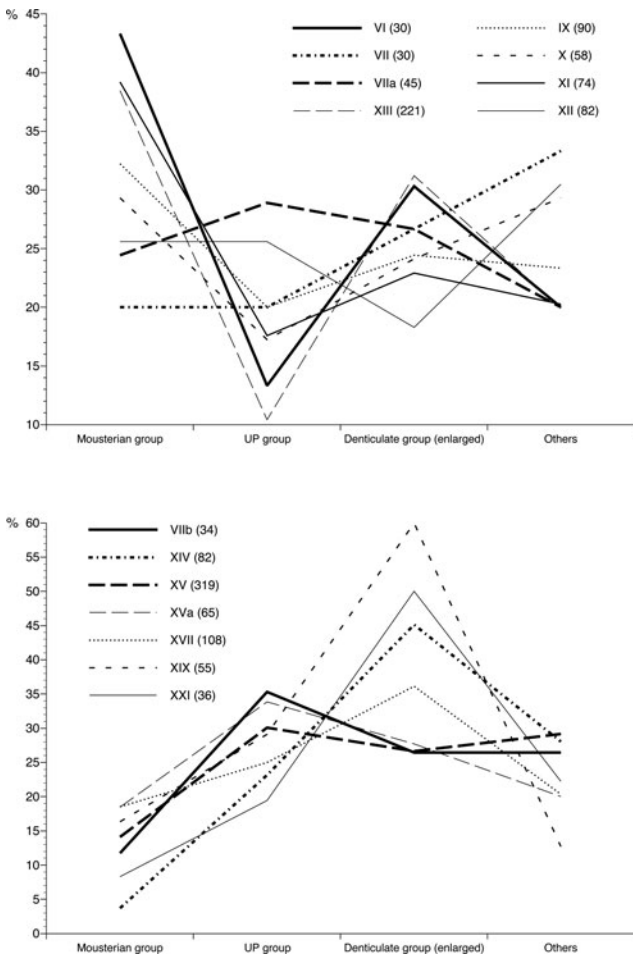 %
45
40
35
30
25
20
15
10
VI (30)
VII (30)
VIIa (45)
XIII (221)
IX (90)
X (58)
XI (74)
XII (82)
Mousterian group UP group Denticulate group (enlarged) Others
%
60
55
50
45
40
35
30
25
20
15
10
5
0
VIIb (34)
XIV (82)
XV (319)
XVa (65)
XVII (108)
XIX (55)
XXI (36)
Mousterian group UP group Denticulate group (enlarged) Others